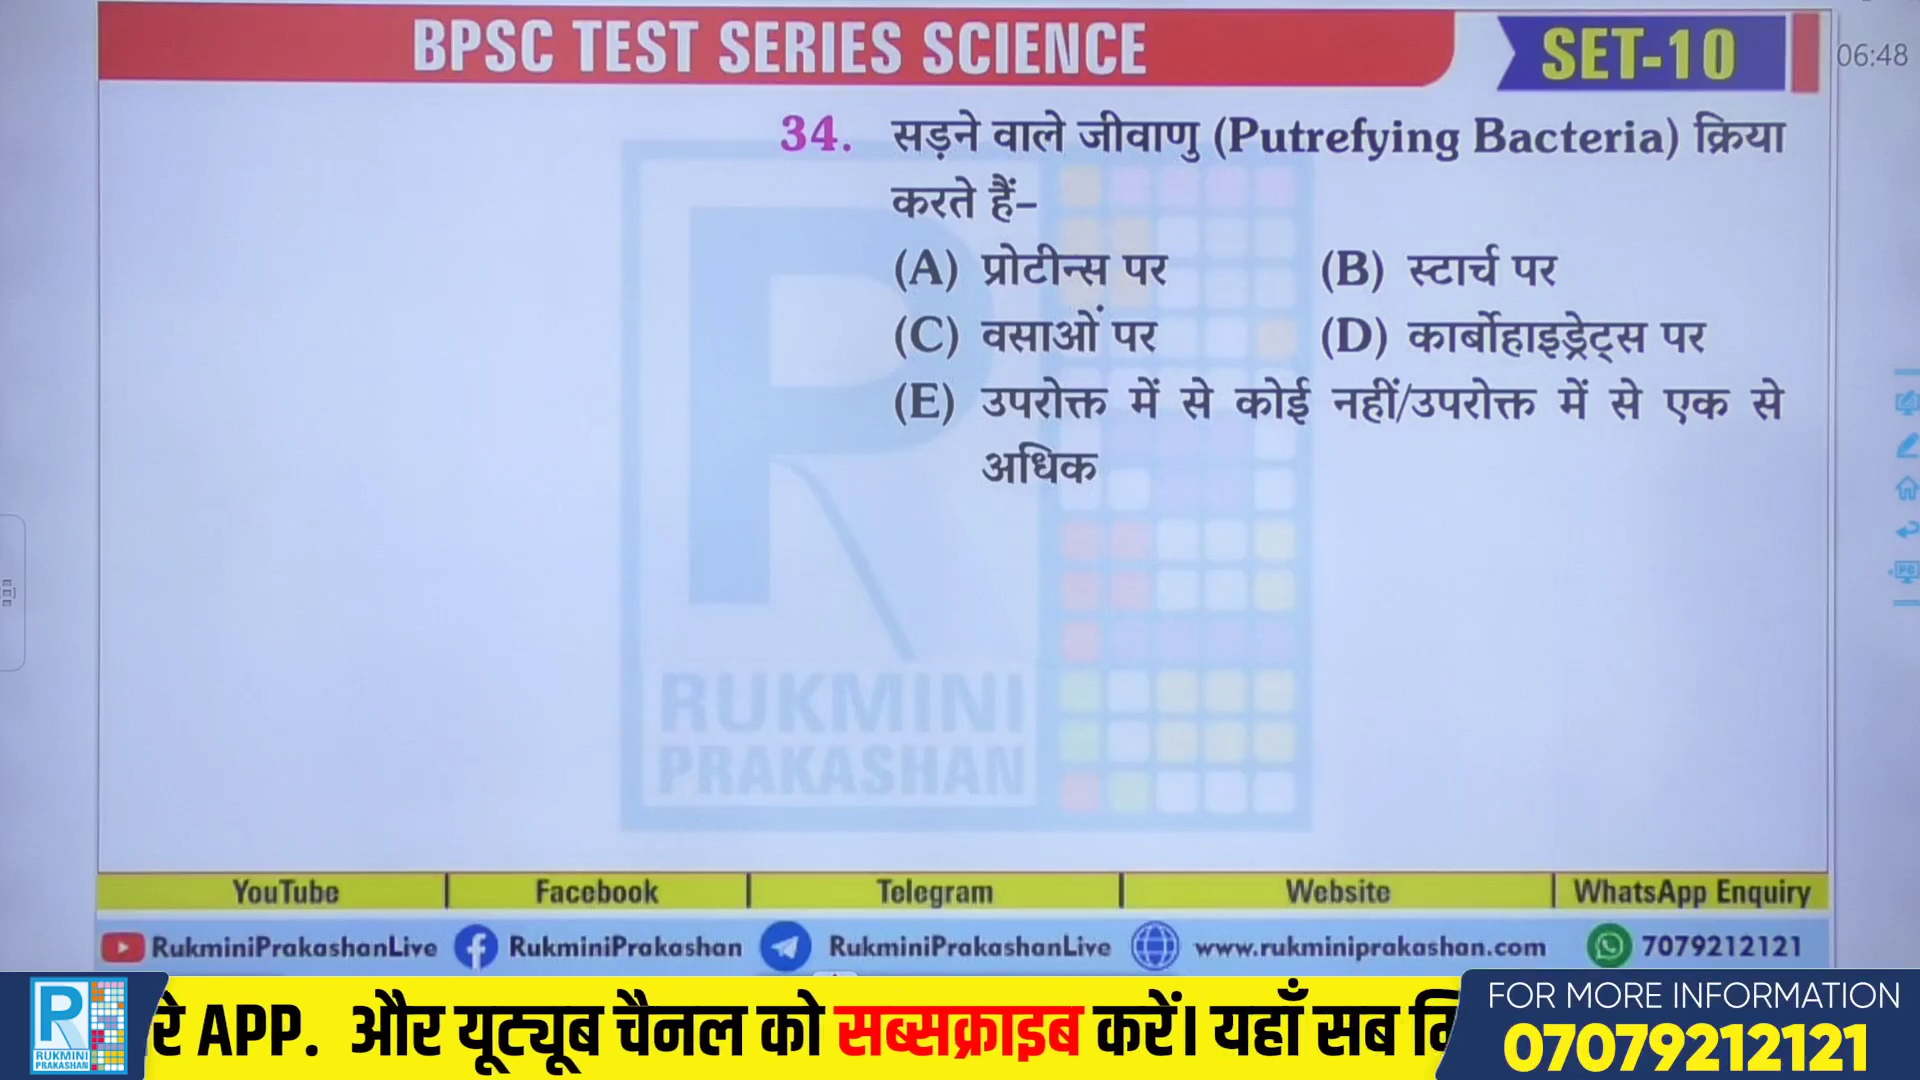 BPSC TEST SERIES SCIENCE
SET-10
06:48
34. सड़ने वाले जीवाणु (Putrefying Bacteria) क्रिया
करते हैं–
(A) प्रोटीन्स पर (B) स्टार्च पर
(C) वसाओं पर (D) कार्बोहाइड्रेट्स पर
(E) उपरोक्त में से कोई नहीं/उपरोक्त में से एक से
अधिक
RUKMINI
PRAKASHAN
YouTube Facebook Telegram Website WhatsApp Enquiry
RukminiPrakashanLive RukminiPrakashan RukminiPrakashanLive www.rukminiprakashan.com 7079212121
R
RUKMINI
PRAKASHAN
रे APP. और यूट्यूब चैनल को सब्सक्राइब करें। यहाँ सब
FOR MORE INFORMATION
07079212121